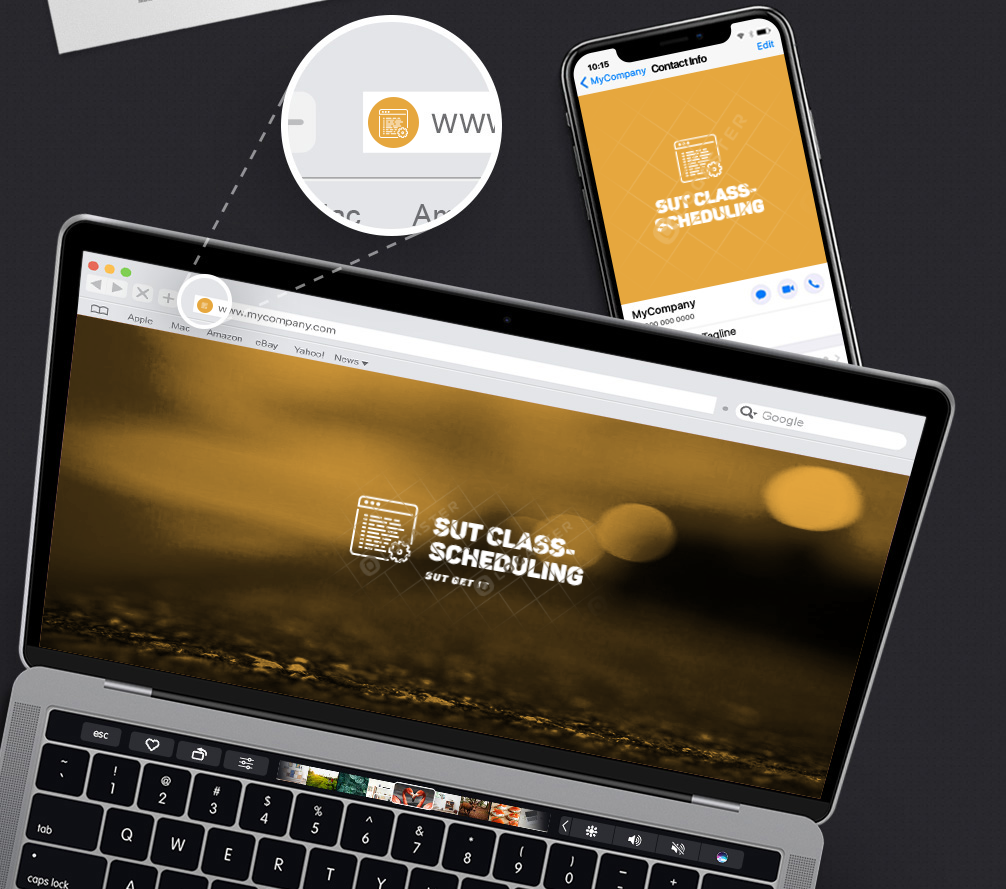 www
ac
Am
10:15
MyCompany
Contact Info
Edit
SUT CLASS-
SCHEDULING
MyCompany
000 000 0000
Tagline
www.mycompany.com
Google
Apple
Mac
Amazon
eBay
Yahoo!
News
SUT CLASS-
SCHEDULING
SUT GET IT
esc
~
`
!
1
@
2
#
3
$
4
%
5
^
6
&
7
*
8
(
9
)
0
–
+
tab
Q
W
E
R
T
Y
caps lock
A